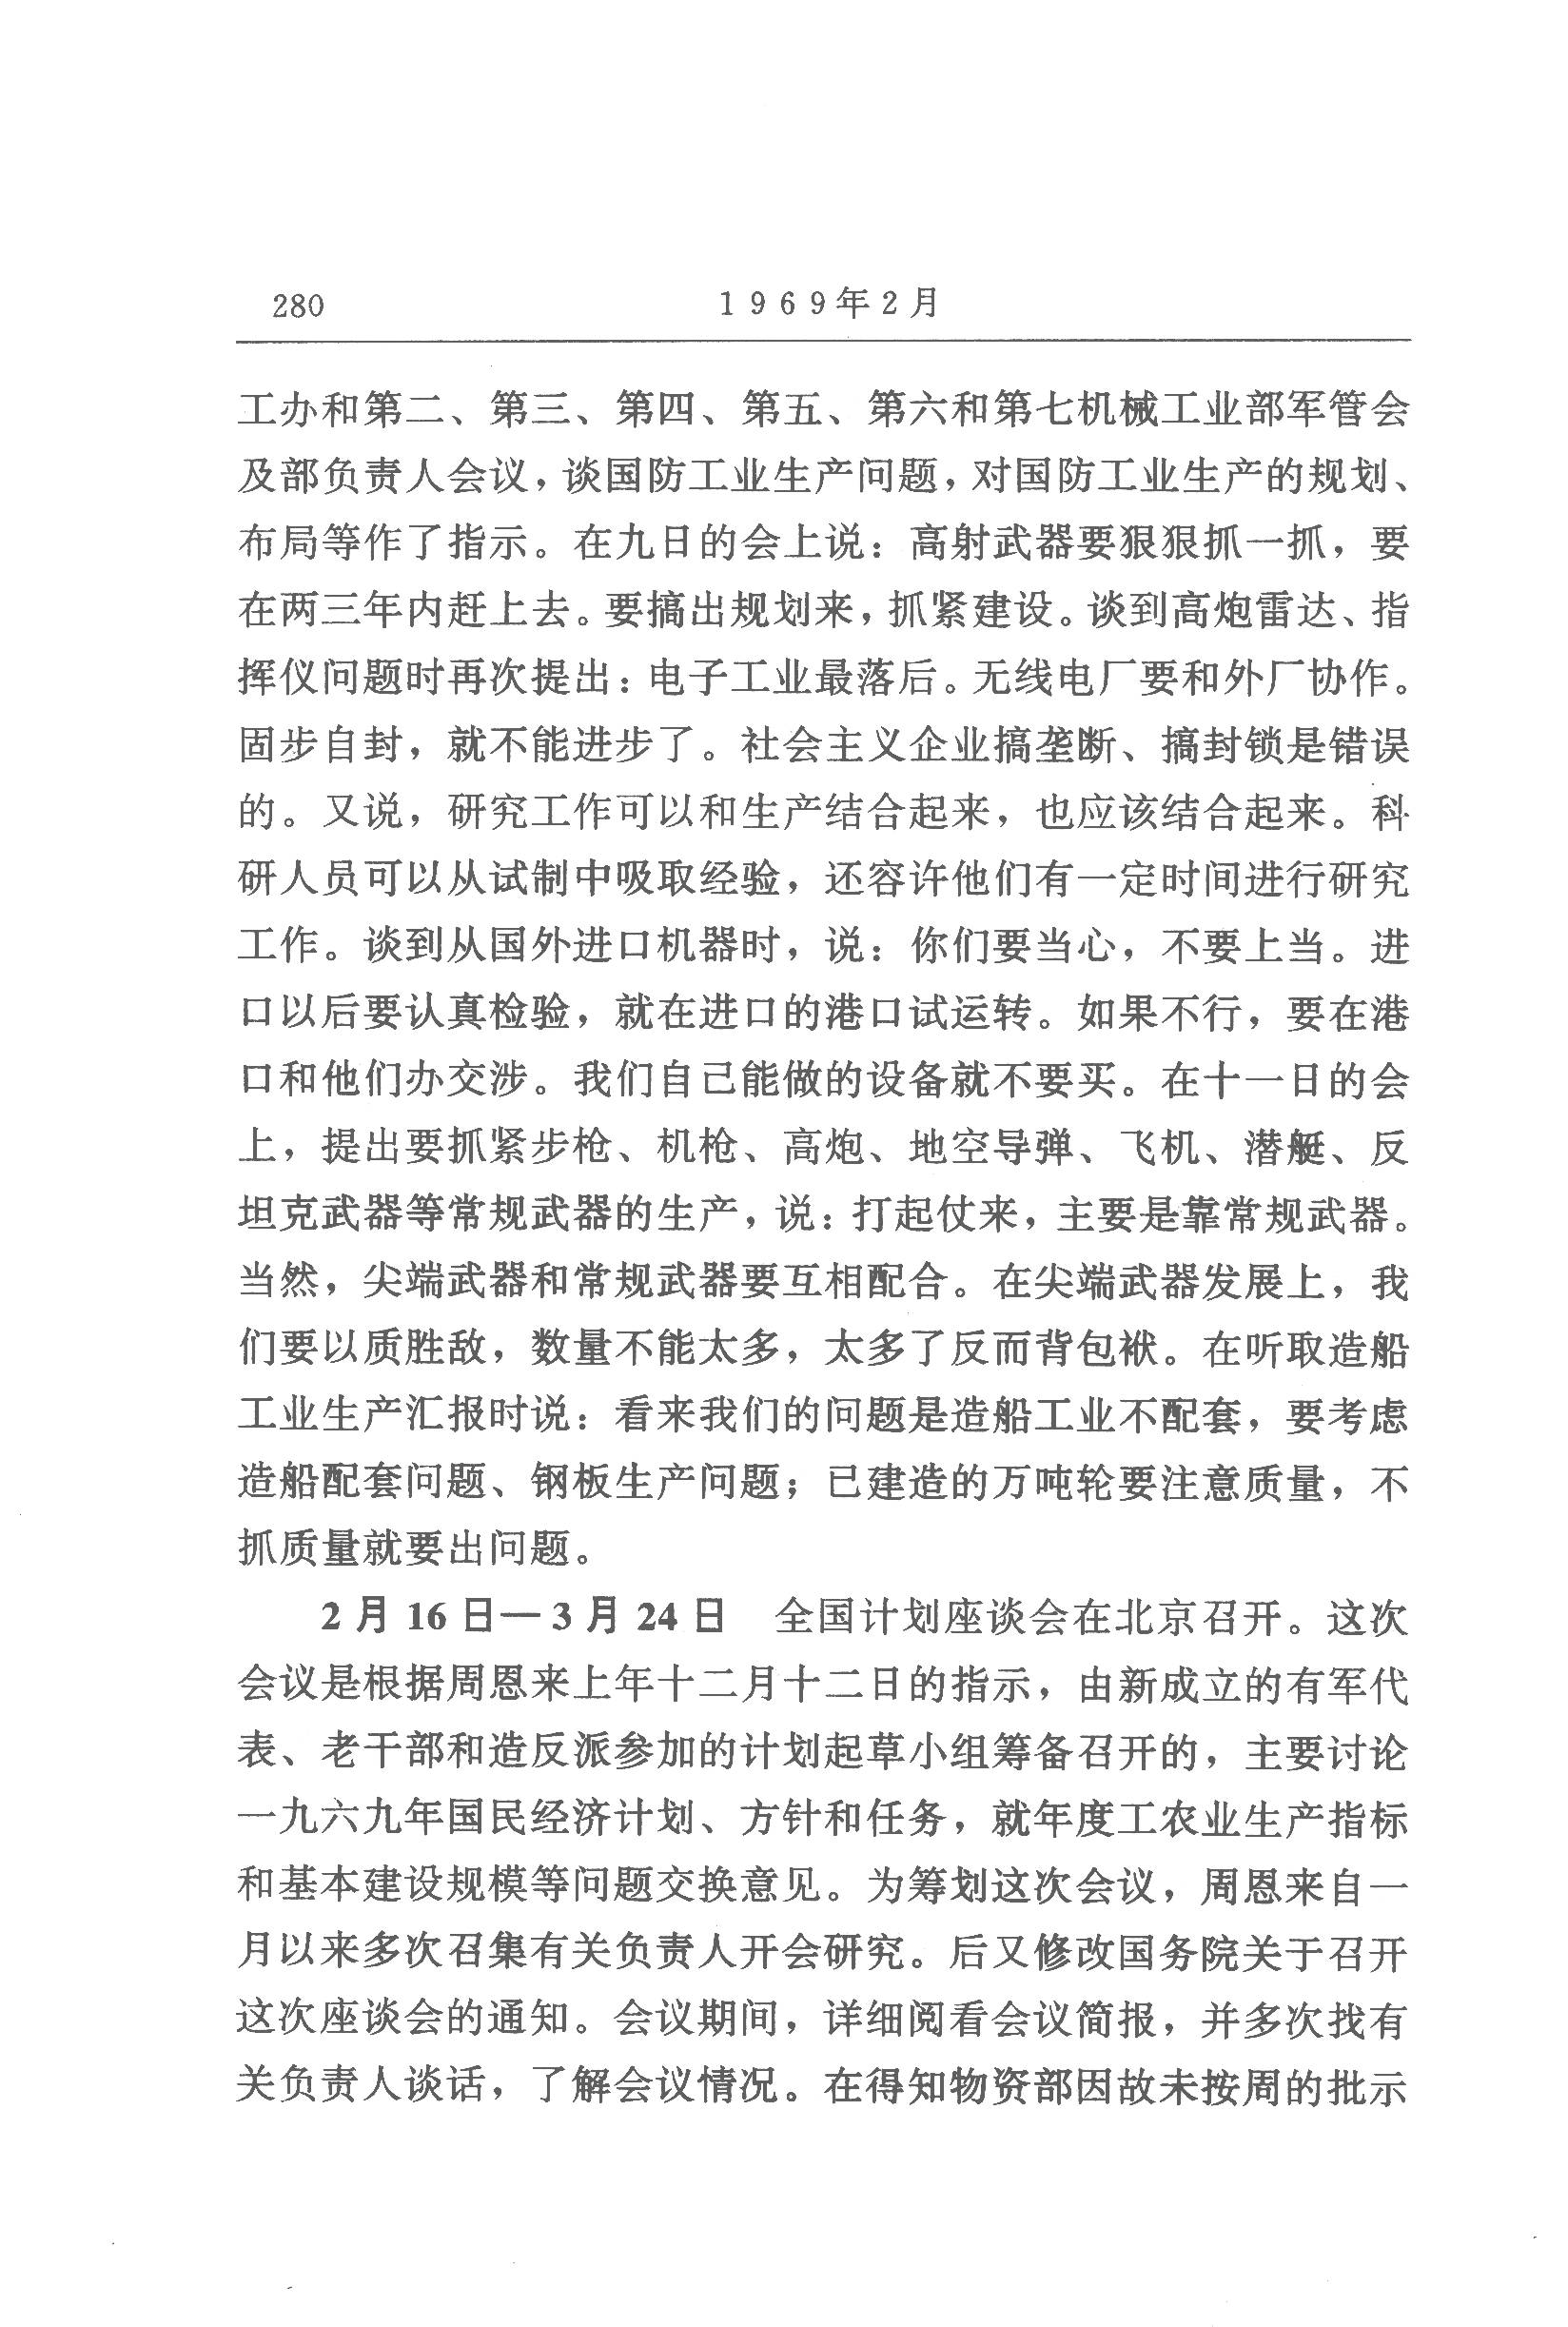 280
1969年2月
工办和第二、第三、第四、第五、第六和第七机械工业部军管会
及部负责人会议，谈国防工业生产问题，对国防工业生产的规划、
布局等作了指示。在九日的会上说：高射武器要狠狠抓一抓，要
在两三年内赶上去。要搞出规划来，抓紧建设。谈到高炮雷达、指
挥仪问题时再次提出：电子工业最落后。无线电厂要和外厂协作。
固步自封，就不能进步了。社会主义企业搞垄断、搞封锁是错误
的。又说，研究工作可以和生产结合起来，也应该结合起来。科
研人员可以从试制中吸取经验，还容许他们有一定时间进行研究
工作。谈到从国外进口机器时，说：你们要当心，不要上当。进
口以后要认真检验，就在进口的港口试运转。如果不行，要在港
口和他们办交涉。我们自己能做的设备就不要买。在十一日的会
上，提出要抓紧步枪、机枪、高炮、地空导弹、飞机、潜艇、反
坦克武器等常规武器的生产，说：打起仗来，主要是靠常规武器。
当然，尖端武器和常规武器要互相配合。在尖端武器发展上，我
们要以质胜敌，数量不能太多，太多了反而背包袱。在听取造船
工业生产汇报时说：看来我们的问题是造船工业不配套，要考虑
造船配套问题、钢板生产问题；已建造的万吨轮要注意质量，不
抓质量就要出问题。
2月16日—3月24日 全国计划座谈会在北京召开。这次
会议是根据周恩来上年十二月十二日的指示，由新成立的有军代
表、老干部和造反派参加的计划起草小组筹备召开的，主要讨论
一九六九年国民经济计划、方针和任务，就年度工农业生产指标
和基本建设规模等问题交换意见。为筹划这次会议，周恩来自一
月以来多次召集有关负责人开会研究。后又修改国务院关于召开
这次座谈会的通知。会议期间，详细阅看会议简报，并多次找有
关负责人谈话，了解会议情况。在得知物资部因故未按周的批示